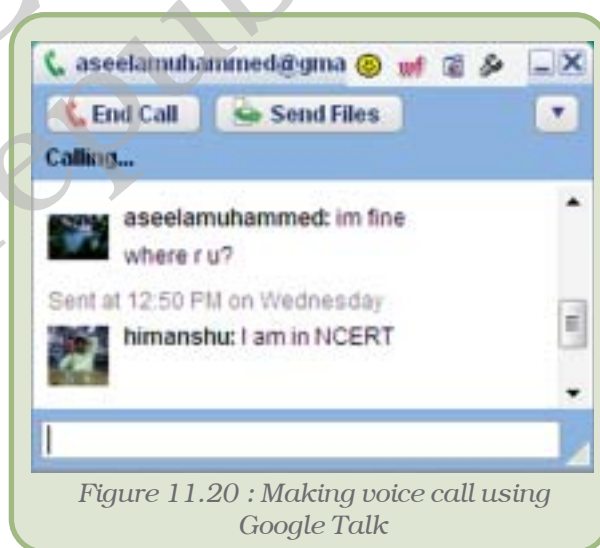 aseelamuhammed@gma wf
End Call Send Files
Calling...
aseelamuhammed: im fine
where r u?
Sent at 12:50 PM on Wednesday
himanshu: I am in NCERT
Figure 11.20 : Making voice call using
Google Talk